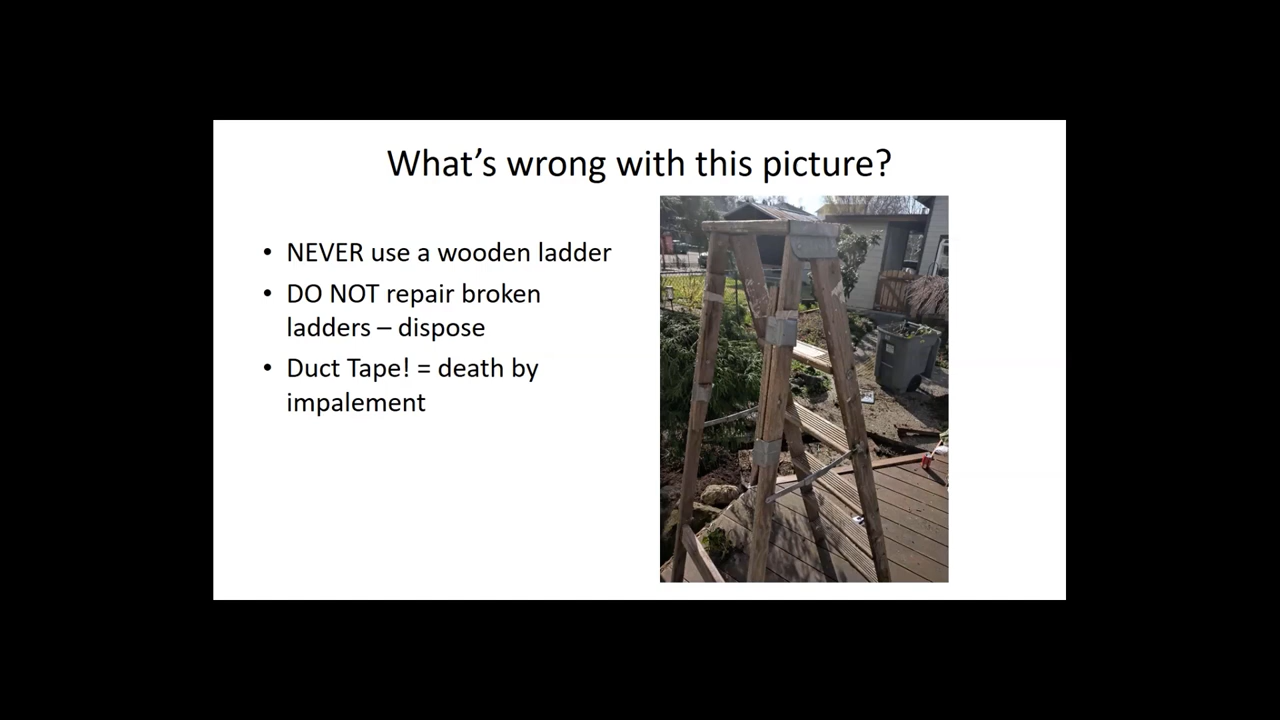 What’s wrong with this picture?
• NEVER use a wooden ladder
• DO NOT repair broken
ladders – dispose
• Duct Tape! = death by
impalement